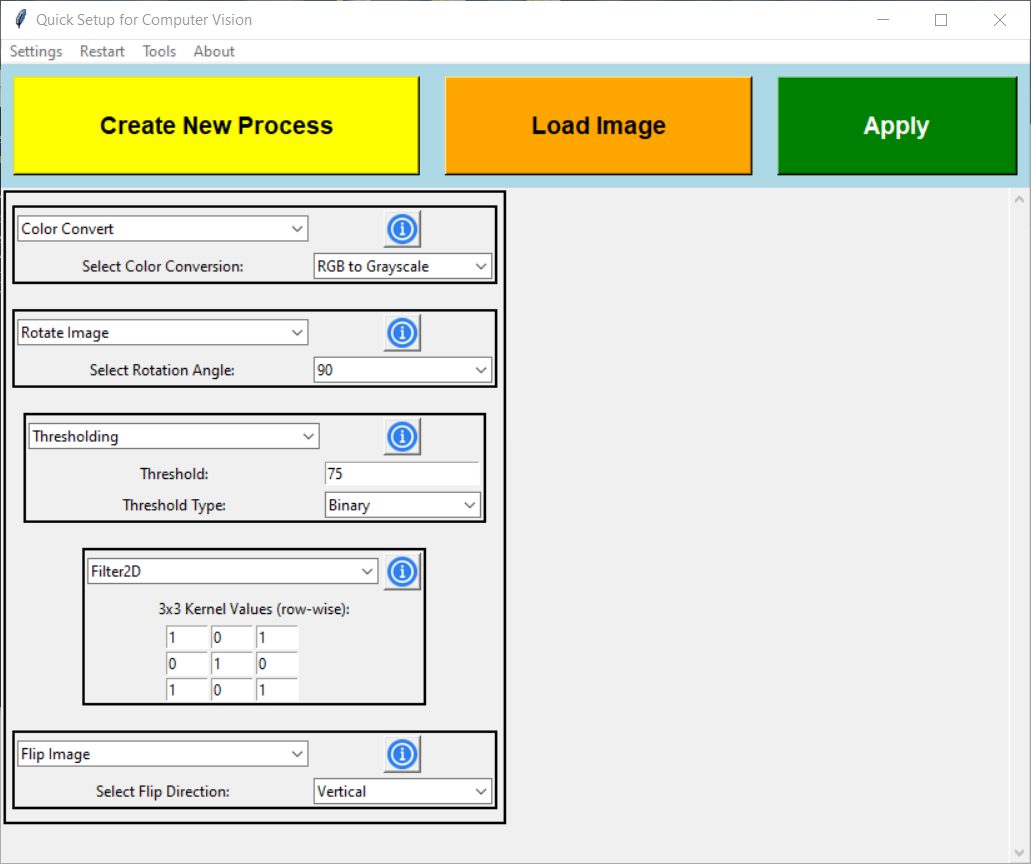 Quick Setup for Computer Vision
Settings Restart Tools About
Create New Process Load Image Apply
Color Convert
Select Color Conversion: RGB to Grayscale
Rotate Image
Select Rotation Angle: 90
Thresholding
Threshold: 75
Threshold Type: Binary
Filter2D
3x3 Kernel Values (row-wise):
1 0 1
0 1 0
1 0 1
Flip Image
Select Flip Direction: Vertical